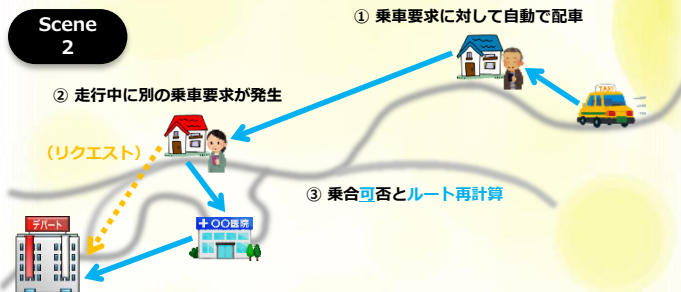 Scene
2
① 乗車要求に対して自動で配車
TAXI
② 走行中に別の乗車要求が発生
(リクエスト)
③ 乗合可否とルート再計算
デパート
〇〇医院